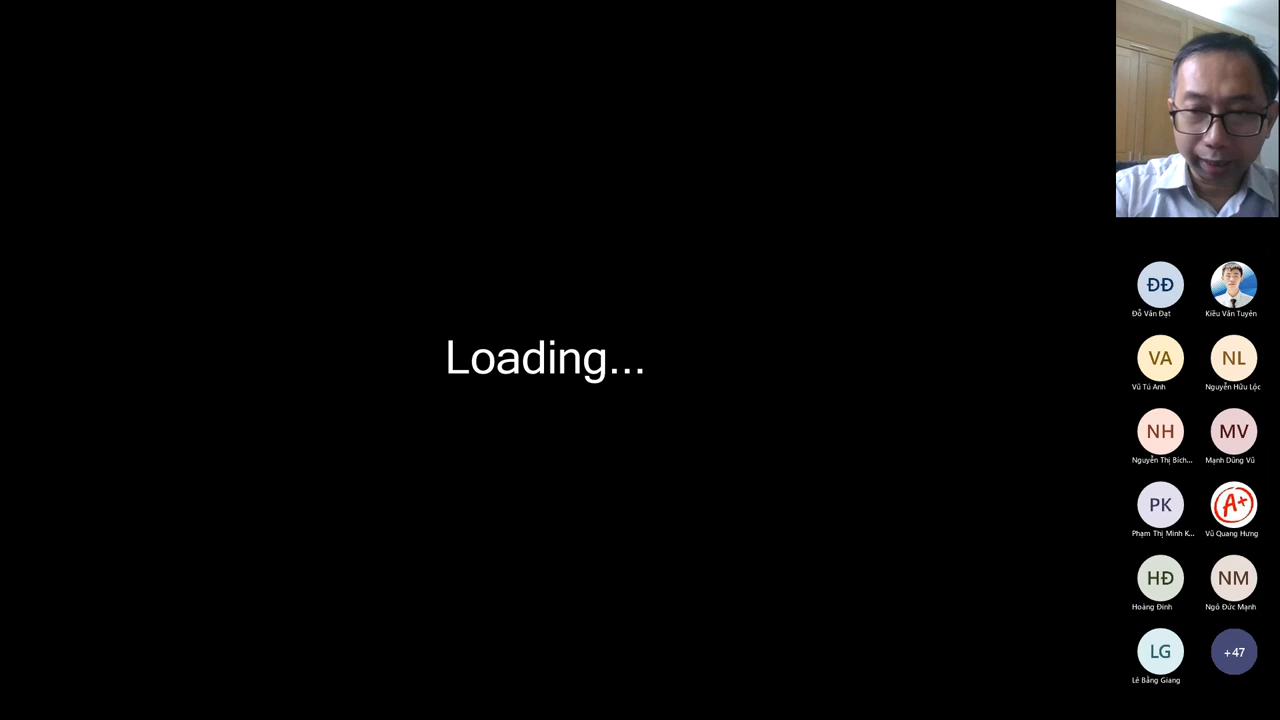 Loading...
ĐĐ
Đỗ Văn Đạt
Kiều Văn Tuyên
VA
Vũ Tú Anh
NL
Nguyễn Hữu Lộc
NH
Nguyễn Thị Bích...
MV
Mạnh Dũng Vũ
PK
Phạm Thị Minh K...
A+
Vũ Quang Hưng
HĐ
Hoàng Đinh
NM
Ngô Đức Mạnh
LG
Lê Bằng Giang
+47